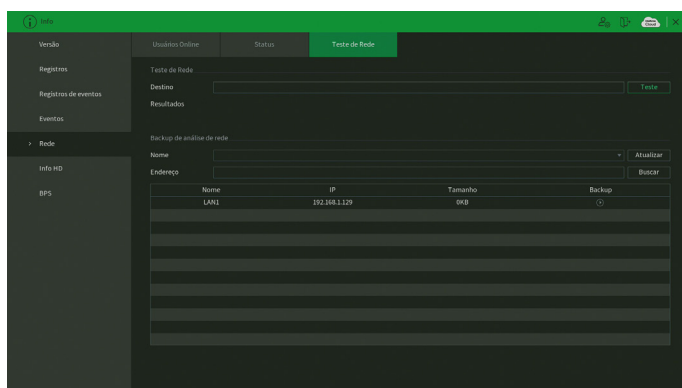 Info
Versão
Registros
Registros de eventos
Eventos
Rede
Info HD
BPS
Usuários Online Status Teste de Rede
Teste de Rede
Destino Teste
Resultados
Backup de análise de rede
Nome Atualizar
Endereço Buscar
Nome IP Tamanho Backup
LAN1 192.168.1.129 0KB